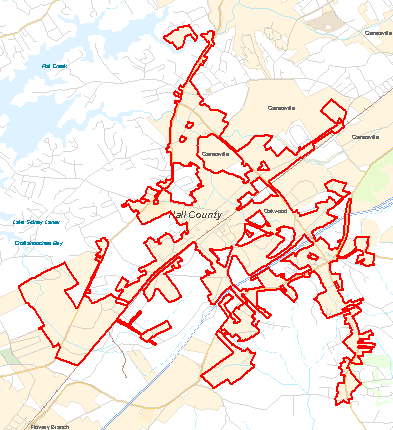 Gainesville
Flat Creek
Gainesville
Gainesville
Gainesville
Hall County
Oakwood
Lake Sidney Lanier
Chattahoochee Bay
Flowery Branch